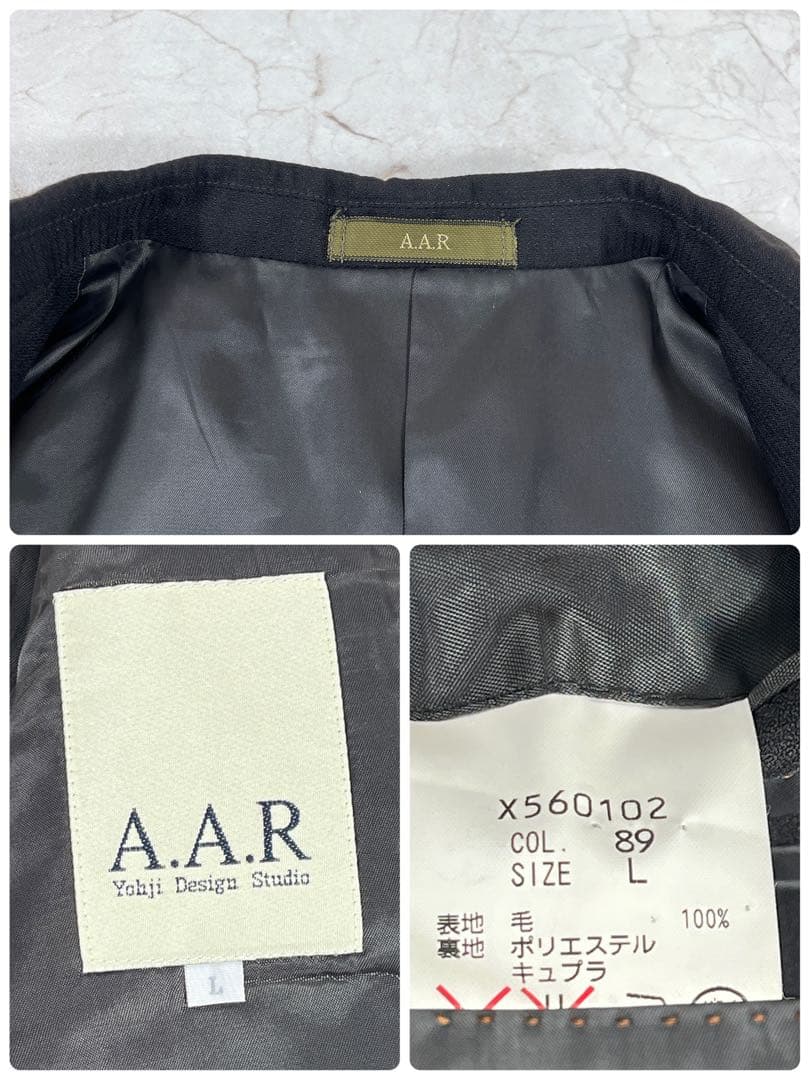 A.A.R
A.A.R
Yohji Design Studio
L
X560102
COL. 89
SIZE L
表地 毛 100%
裏地 ポリエステル
キュプラ